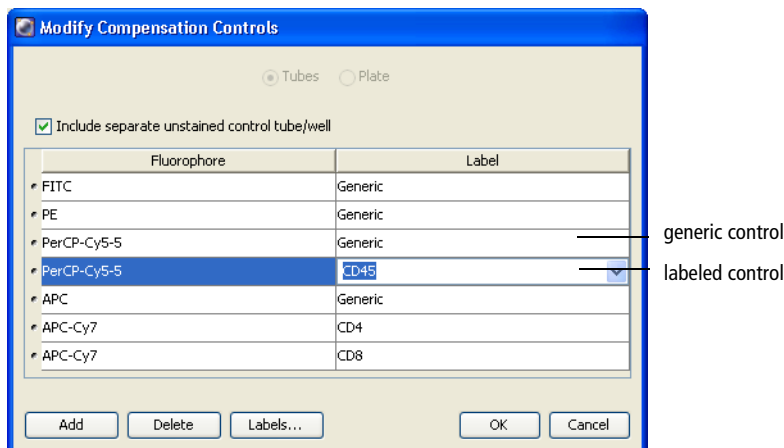 Modify Compensation Controls
Tubes Plate
Include separate unstained control tube/well
Fluorophore Label
FITC Generic
PE Generic
PerCP-Cy5-5 Generic generic control
PerCP-Cy5-5 CD45 labeled control
APC Generic
APC-Cy7 CD4
APC-Cy7 CD8
Add Delete Labels... OK Cancel